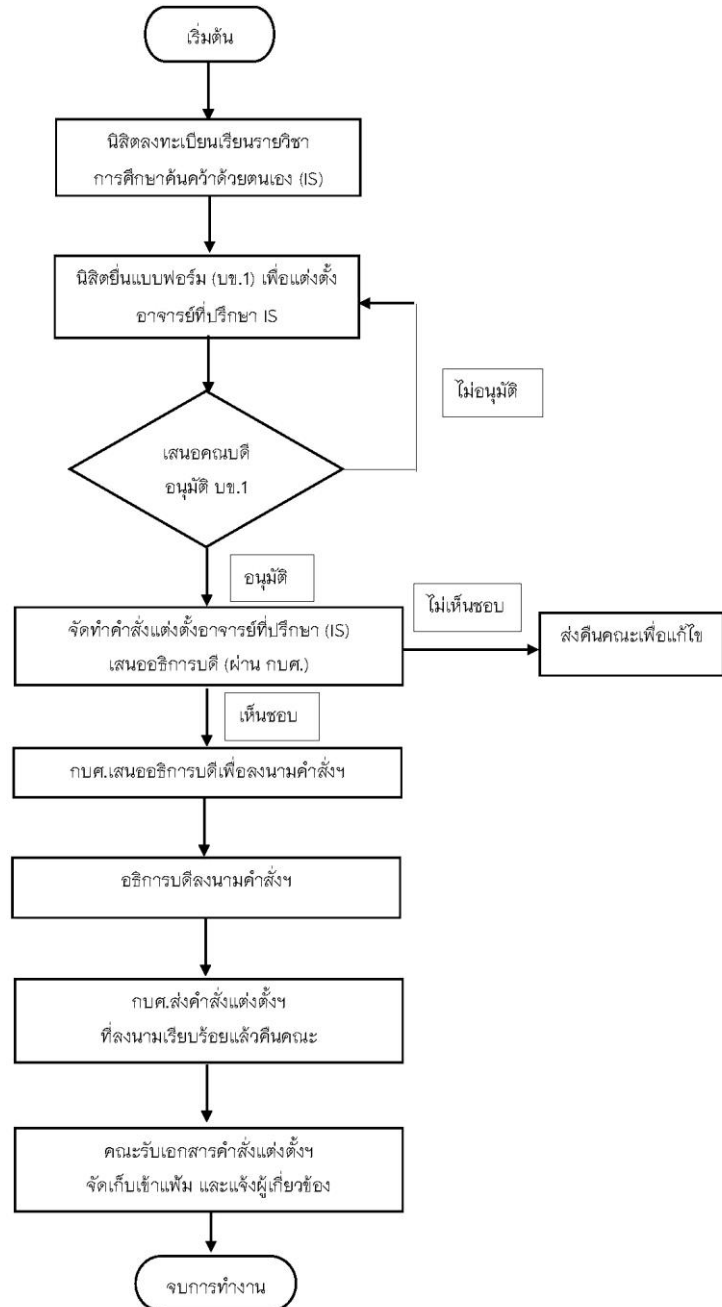 เริ่มต้น
นิสิตลงทะเบียนเรียนรายวิชา
การศึกษาค้นคว้าด้วยตนเอง (IS)
นิสิตยื่นแบบฟอร์ม (บข.1) เพื่อแต่งตั้ง
อาจารย์ที่ปรึกษา IS
ไม่อนุมัติ
เสนอคณบดี
อนุมัติ บข.1
อนุมัติ
ไม่เห็นชอบ
จัดทำคำสั่งแต่งตั้งอาจารย์ที่ปรึกษา (IS)
เสนออธิการบดี (ผ่าน กบศ.)
ส่งคืนคณะเพื่อแก้ไข
เห็นชอบ
กบศ.เสนออธิการบดีเพื่อลงนามคำสั่งฯ
อธิการบดีลงนามคำสั่งฯ
กบศ.ส่งคำสั่งแต่งตั้งฯ
ที่ลงนามเรียบร้อยแล้วคืนคณะ
คณะรับเอกสารคำสั่งแต่งตั้งฯ
จัดเก็บเข้าแฟ้ม และแจ้งผู้เกี่ยวข้อง
จบการทำงาน